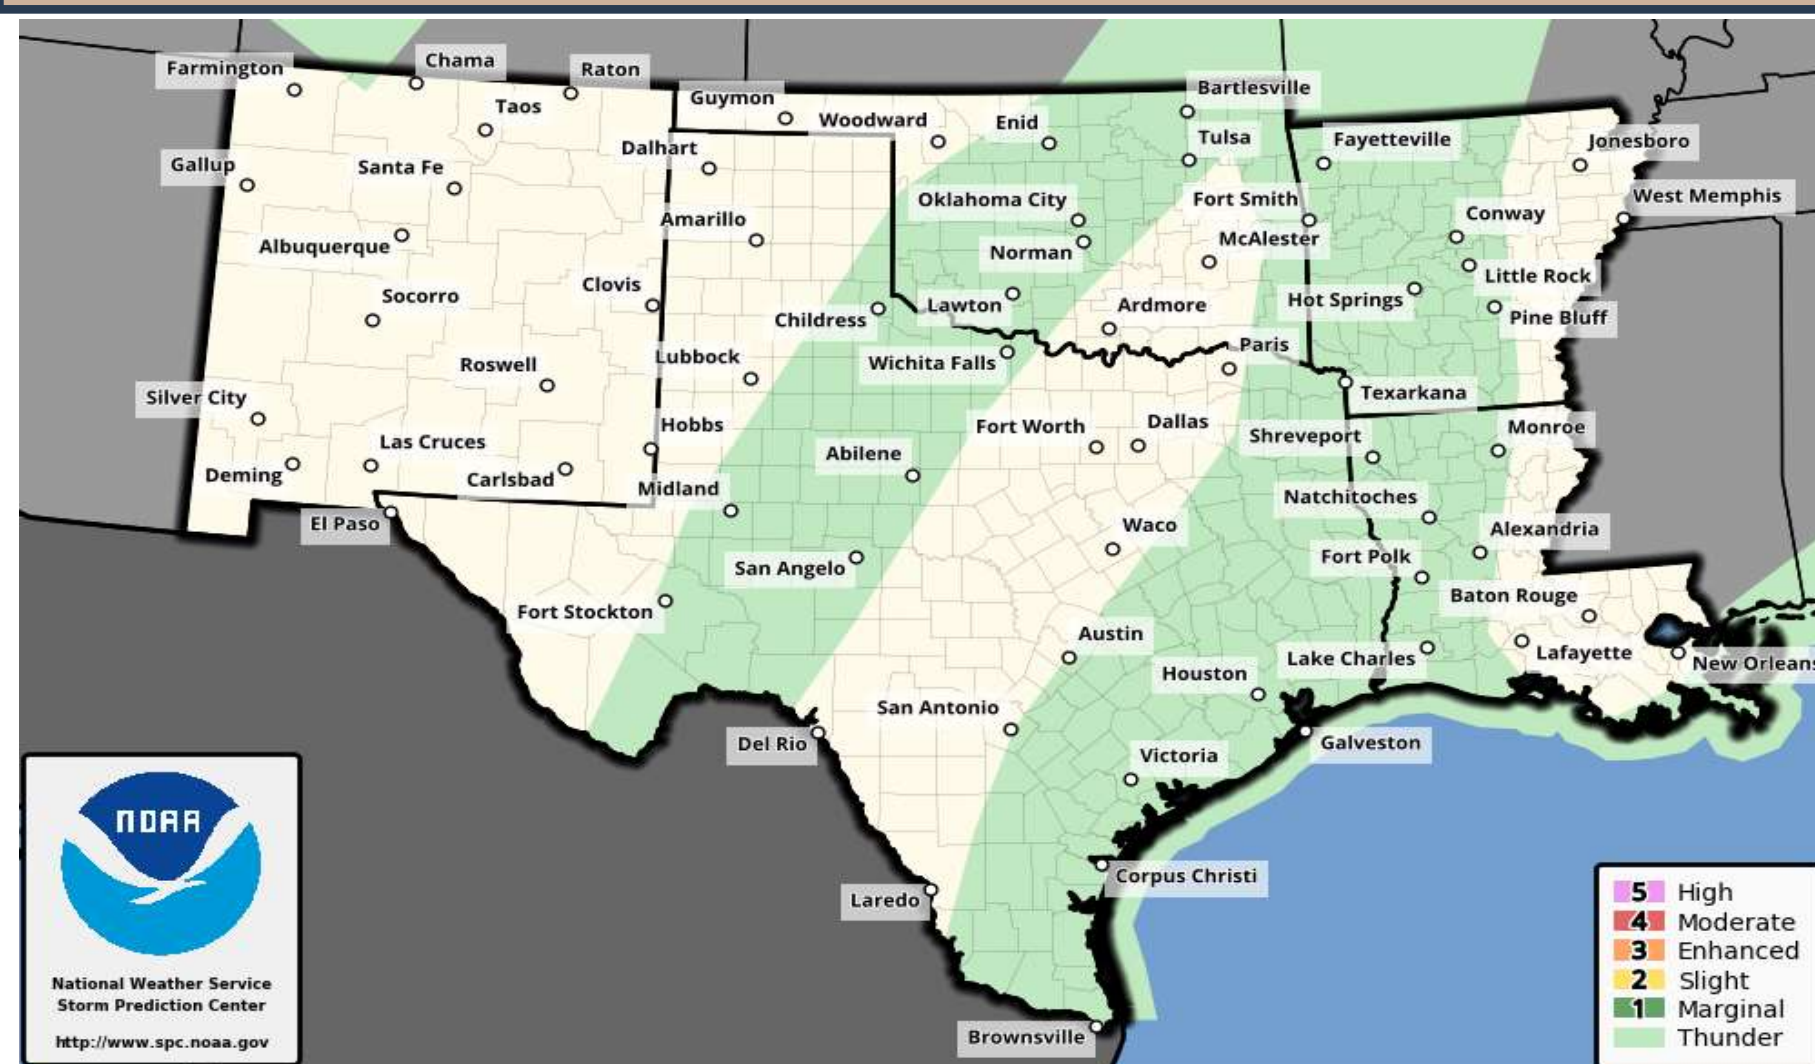 Farmington
Chama
Raton
Taos
Guymon
Woodward
Enid
Bartlesville
Tulsa
Fayetteville
Jonesboro
Gallup
Santa Fe
Dalhart
Oklahoma City
Fort Smith
Conway
West Memphis
Albuquerque
Amarillo
Norman
McAlester
Little Rock
Socorro
Clovis
Childress
Lawton
Ardmore
Hot Springs
Pine Bluff
Roswell
Lubbock
Wichita Falls
Paris
Texarkana
Silver City
Las Cruces
Hobbs
Abilene
Fort Worth
Dallas
Shreveport
Monroe
Deming
Carlsbad
Midland
Natchitoches
El Paso
San Angelo
Waco
Fort Polk
Alexandria
Fort Stockton
Austin
Baton Rouge
Houston
Lake Charles
Lafayette
New Orleans
Del Rio
San Antonio
Victoria
Galveston
Laredo
Corpus Christi
Brownsville
NOAA
National Weather Service
Storm Prediction Center
http://www.spc.noaa.gov
5 High
4 Moderate
3 Enhanced
2 Slight
1 Marginal
Thunder